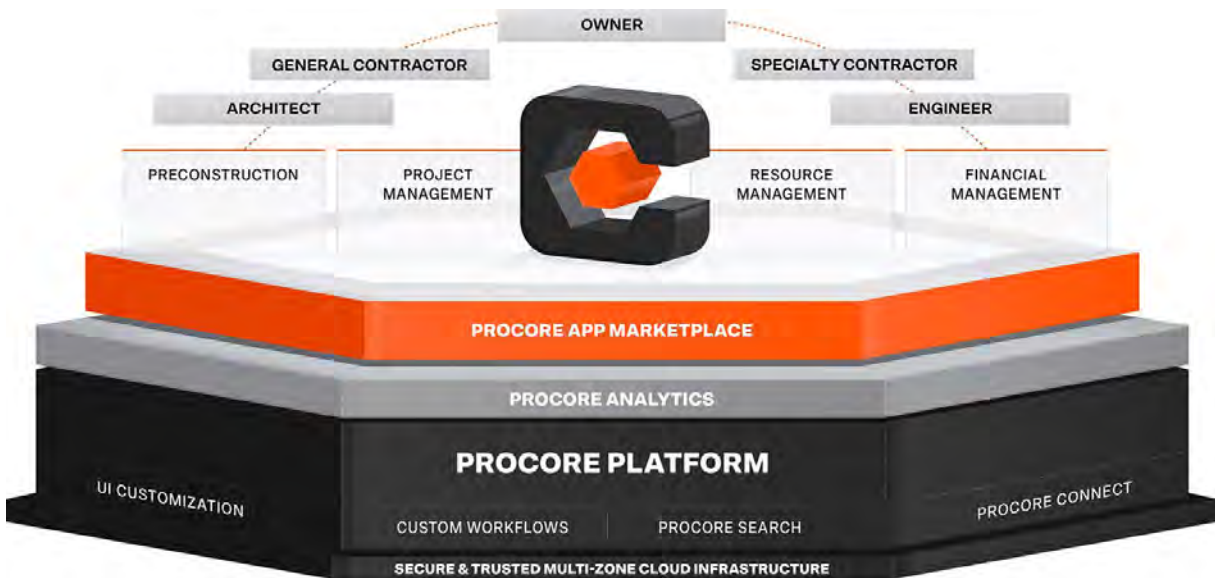 OWNER
GENERAL CONTRACTOR
SPECIALTY CONTRACTOR
ARCHITECT
ENGINEER
PRECONSTRUCTION
PROJECT
MANAGEMENT
RESOURCE
MANAGEMENT
FINANCIAL
MANAGEMENT
PROCORE APP MARKETPLACE
PROCORE ANALYTICS
PROCORE PLATFORM
UI CUSTOMIZATION
CUSTOM WORKFLOWS
PROCORE SEARCH
PROCORE CONNECT
SECURE & TRUSTED MULTI-ZONE CLOUD INFRASTRUCTURE